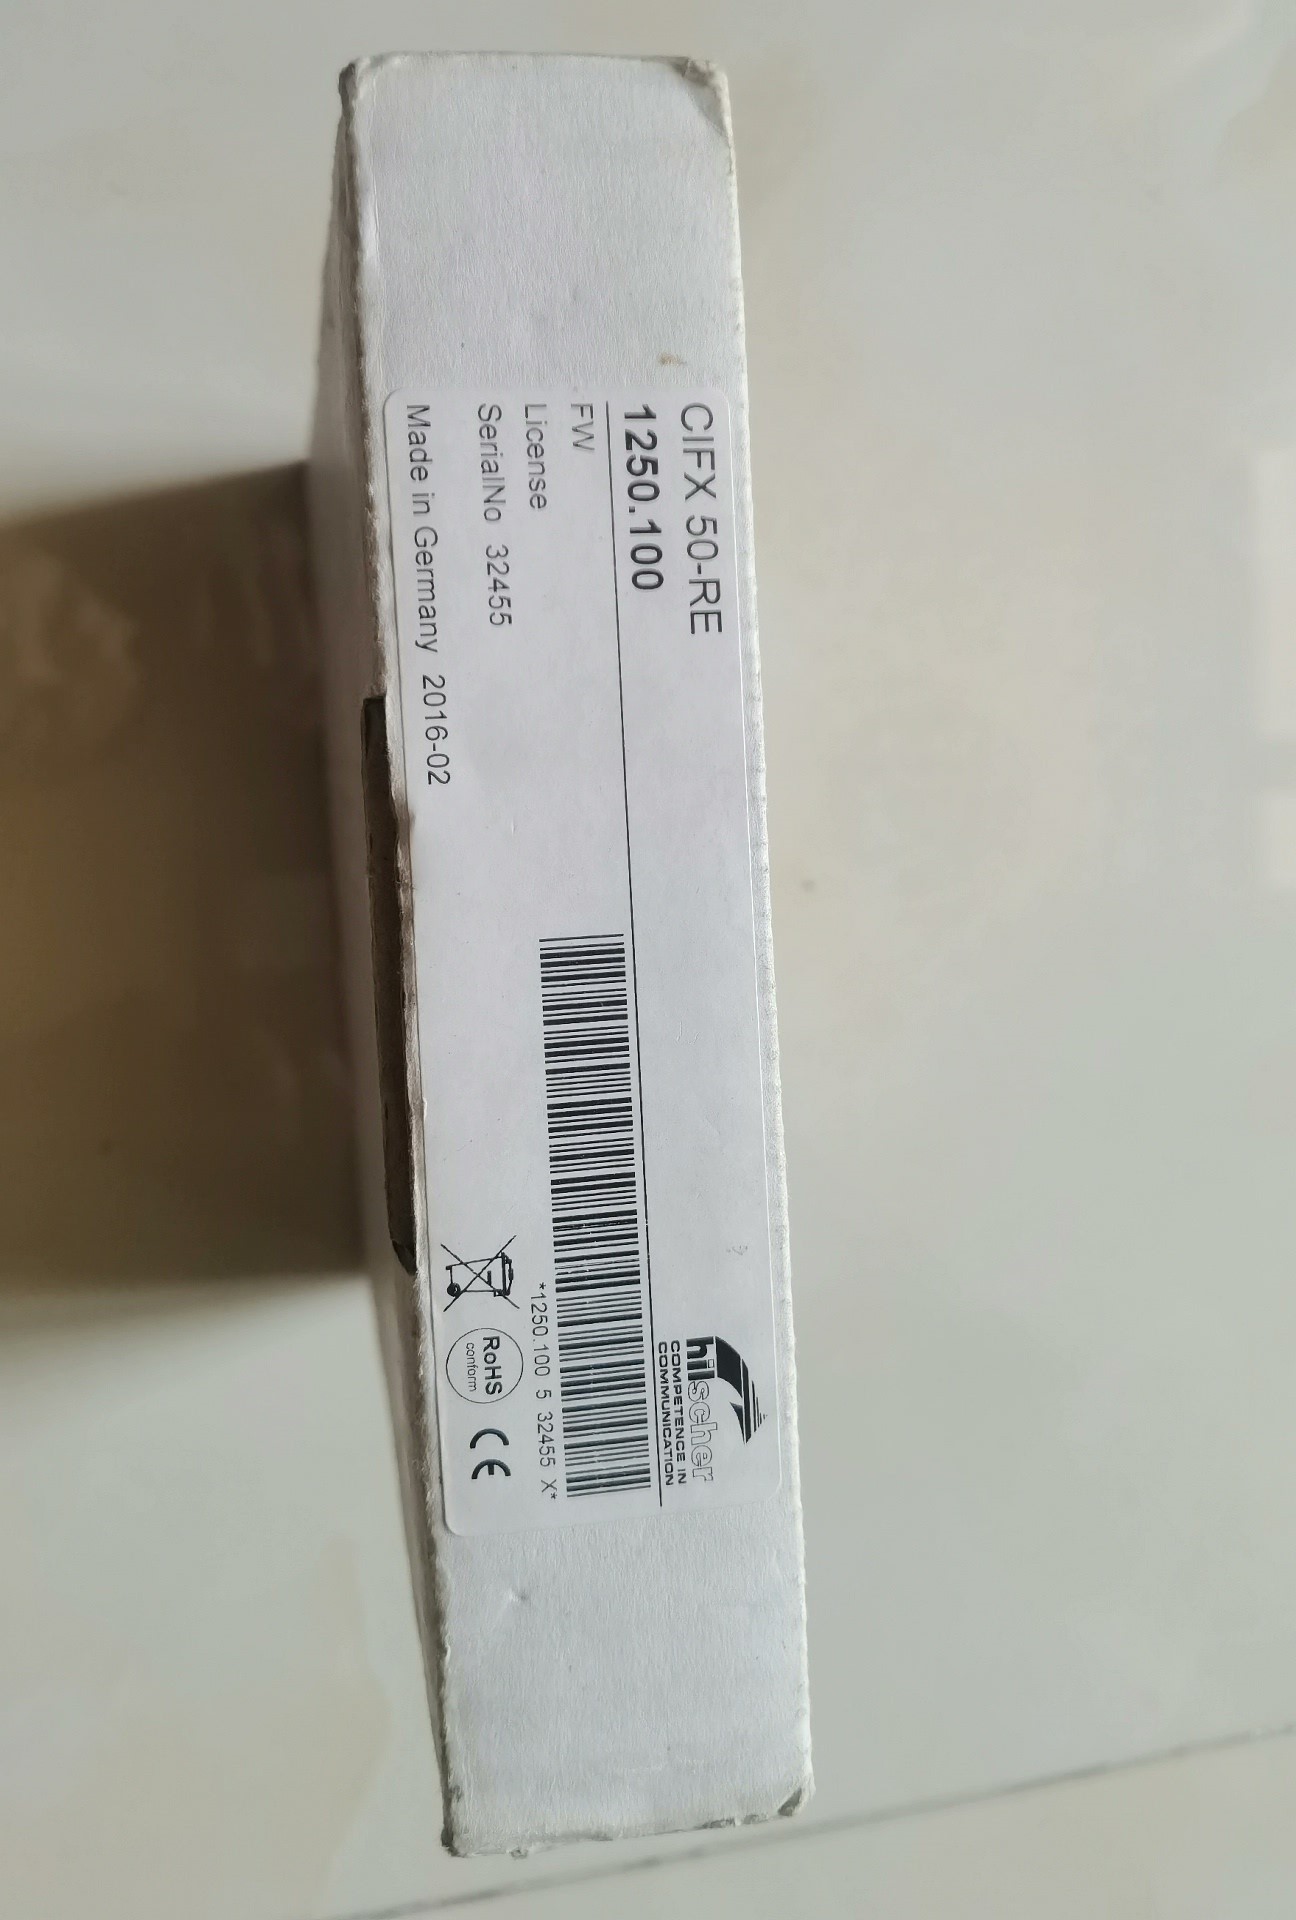 CIFX 50-RE
1250.100
FW
License
SerialNo 32455
Made in Germany 2016-02
hilscher
COMPETENCE IN
COMMUNICATION
*1250.100 5 32455 X*
RoHS
conform
CE